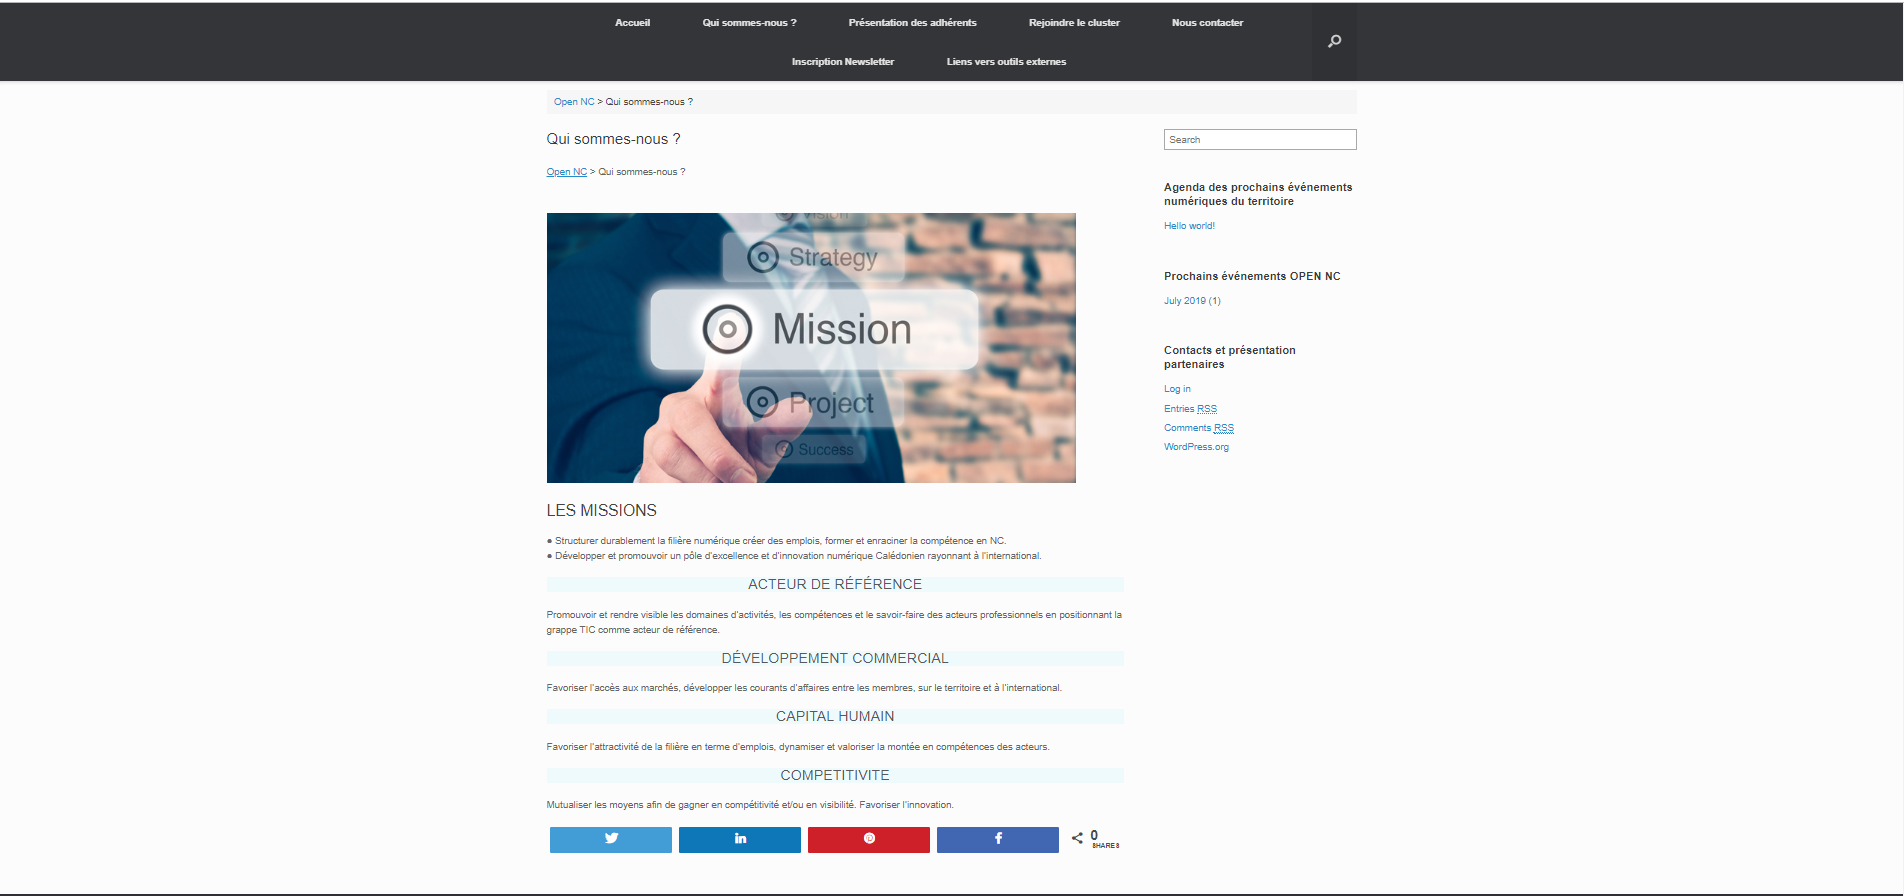 Accueil
Qui sommes-nous ?
Présentation des adhérents
Rejoindre le cluster
Nous contacter
Inscription Newsletter
Liens vers outils externes
Open NC > Qui sommes-nous ?
Qui sommes-nous ?
Open NC > Qui sommes-nous ?
Vision
Strategy
Mission
Project
Success
LES MISSIONS
● Structurer durablement la filière numérique créer des emplois, former et enraciner la compétence en NC.
● Développer et promouvoir un pôle d'excellence et d'innovation numérique Calédonien rayonnant à l'international.
ACTEUR DE RÉFÉRENCE
Promouvoir et rendre visible les domaines d'activités, les compétences et le savoir-faire des acteurs professionnels en positionnant la
grappe TIC comme acteur de référence.
DÉVELOPPEMENT COMMERCIAL
Favoriser l'accès aux marchés, développer les courants d'affaires entre les membres, sur le territoire et à l'international.
CAPITAL HUMAIN
Favoriser l'attractivité de la filière en terme d'emplois, dynamiser et valoriser la montée en compétences des acteurs.
COMPETITIVITE
Mutualiser les moyens afin de gagner en compétitivité et/ou en visibilité. Favoriser l'innovation.
0
SHARES
Search
Agenda des prochains événements
numériques du territoire
Hello world!
Prochains événements OPEN NC
July 2019 (1)
Contacts et présentation
partenaires
Log in
Entries RSS
Comments RSS
WordPress.org